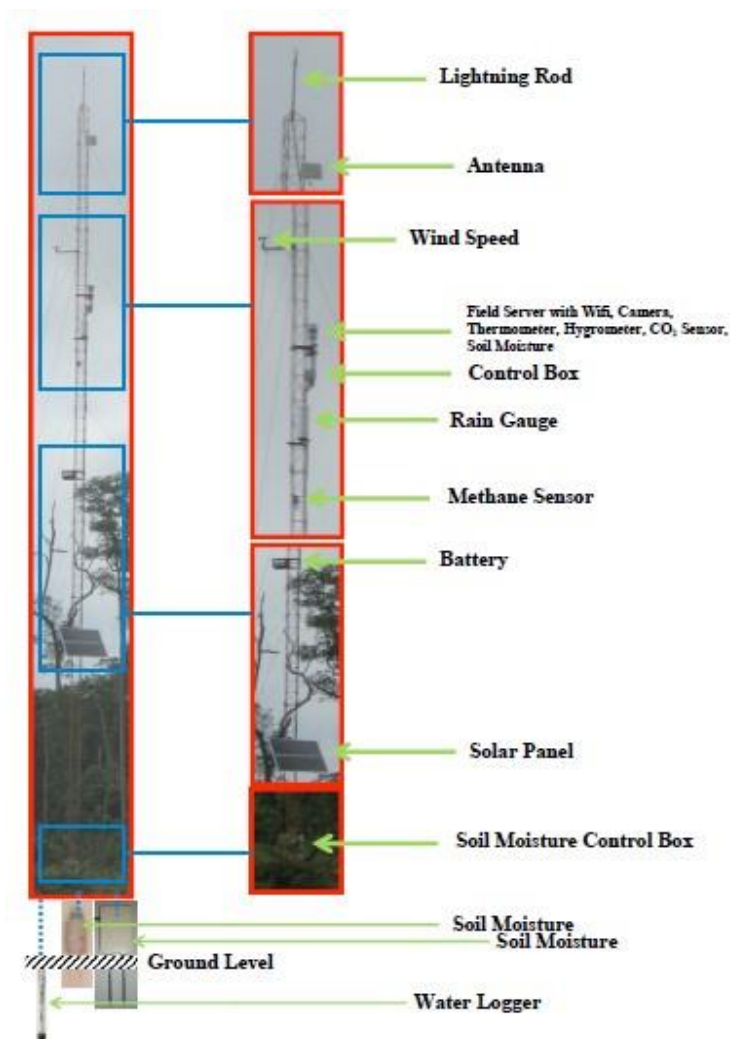 Lightning Rod
Antenna
Wind Speed
Field Server with Wifi, Camera,
Thermometer, Hygrometer, CO₂ Sensor,
Soil Moisture
Control Box
Rain Gauge
Methane Sensor
Battery
Solar Panel
Soil Moisture Control Box
Soil Moisture
Soil Moisture
Ground Level
Water Logger